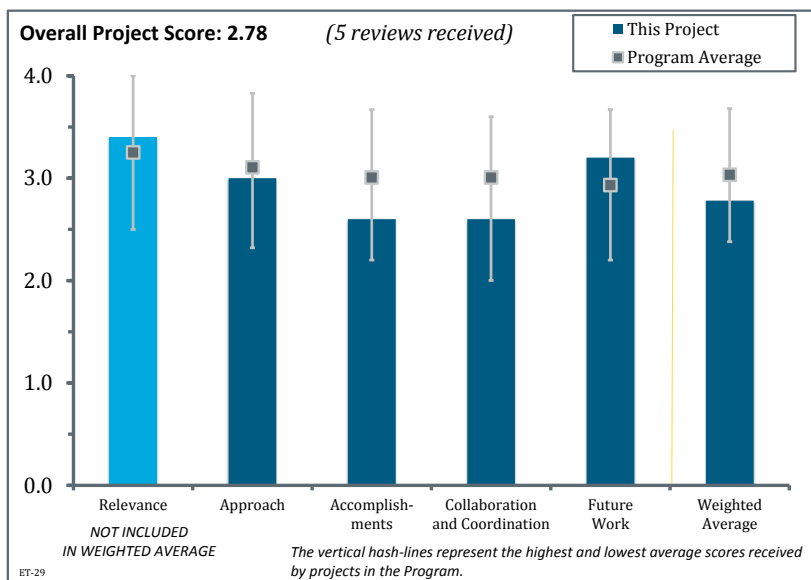 Overall Project Score: 2.78 (5 reviews received)
This Project
Program Average
4.0
3.0
2.0
1.0
0.0
Relevance
Approach
Accomplish-
ments
Collaboration
and Coordination
Future
Work
Weighted
Average
NOT INCLUDED
IN WEIGHTED AVERAGE
The vertical hash-lines represent the highest and lowest average scores received
by projects in the Program.
ET-29